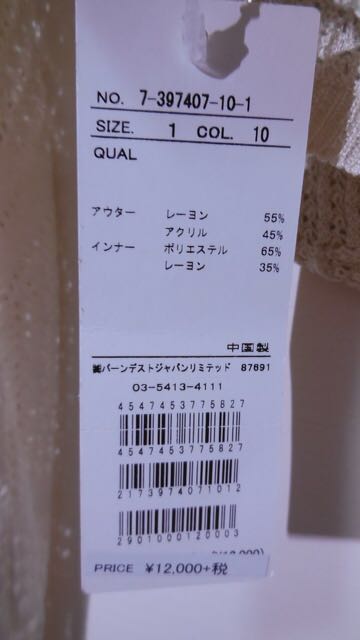 NO. 7-397407-10-1
SIZE. 1 COL. 10
QUAL
アウター レーヨン 55%
アクリル 45%
インナー ポリエステル 65%
レーヨン 35%
中国製
㈱バーンデストジャパンリミテッド 87691
03-5413-4111
4547453775827
4547453775827
2173974071012
2901000120003
PRICE ¥12,000+税